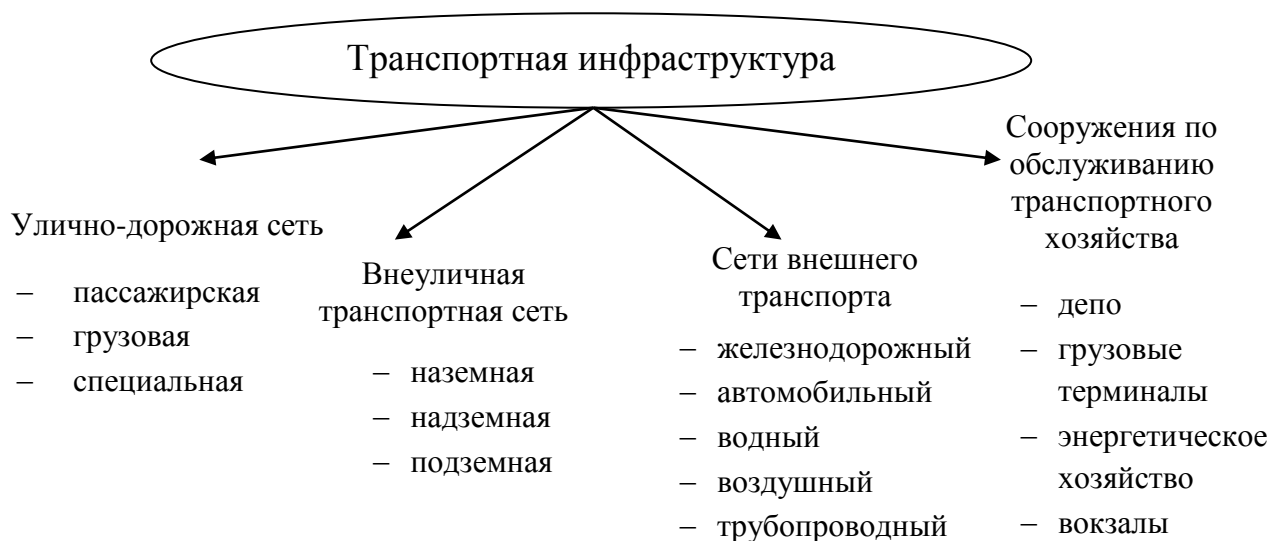 Транспортная инфраструктура
Улично-дорожная сеть
– пассажирская
– грузовая
– специальная
Внеуличная
транспортная сеть
– наземная
– надземная
– подземная
Сети внешнего
транспорта
– железнодорожный
– автомобильный
– водный
– воздушный
– трубопроводный
Сооружения по
обслуживанию
транспортного
хозяйства
– депо
– грузовые
терминалы
– энергетическое
хозяйство
– вокзалы